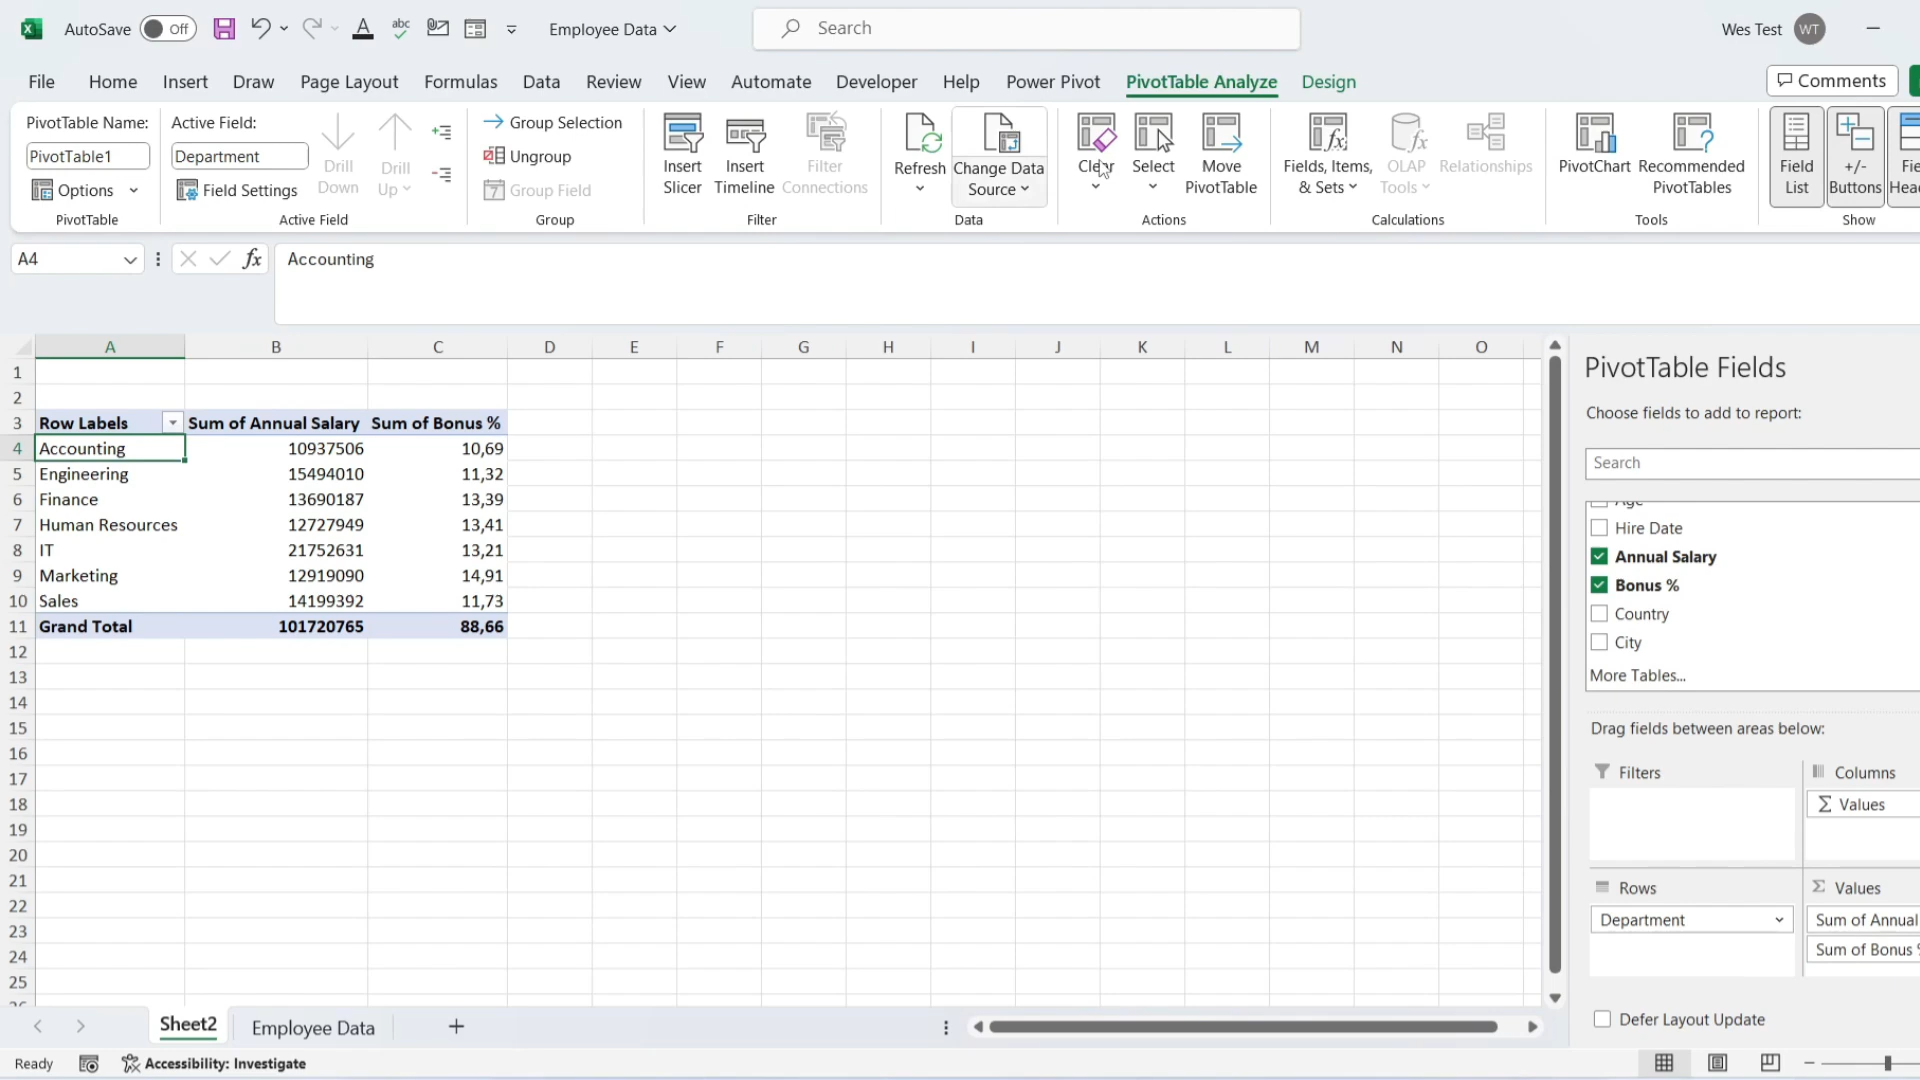 AutoSave Off Employee Data Search Wes Test WT
File Home Insert Draw Page Layout Formulas Data Review View Automate Developer Help Power Pivot PivotTable Analyze Design Comments
PivotTable Name:
PivotTable1
Options
PivotTable
Active Field:
Department
Field Settings
Drill Down
Drill Up
Active Field
Group Selection
Ungroup
Group Field
Group
Insert Slicer
Insert Timeline
Filter Connections
Filter
Refresh
Change Data Source
Data
Clear
Select
Move PivotTable
Actions
Fields, Items, & Sets
OLAP Tools
Relationships
Calculations
PivotChart
Recommended PivotTables
Tools
Field List
+/- Buttons
Fie
Hea
Show
A4 fx Accounting
A B C D E F G H I J K L M N O
1
2
3 Row Labels Sum of Annual Salary Sum of Bonus %
4 Accounting 10937506 10,69
5 Engineering 15494010 11,32
6 Finance 13690187 13,39
7 Human Resources 12727949 13,41
8 IT 21752631 13,21
9 Marketing 12919090 14,91
10 Sales 14199392 11,73
11 Grand Total 101720765 88,66
12
13
14
15
16
17
18
19
20
21
22
23
24
25
PivotTable Fields
Choose fields to add to report:
Search
Age
Hire Date
Annual Salary
Bonus %
Country
City
More Tables...
Drag fields between areas below:
Filters
Columns
Σ Values
Rows
Department
Σ Values
Sum of Annual
Sum of Bonus %
Defer Layout Update
Sheet2 Employee Data
Ready Accessibility: Investigate